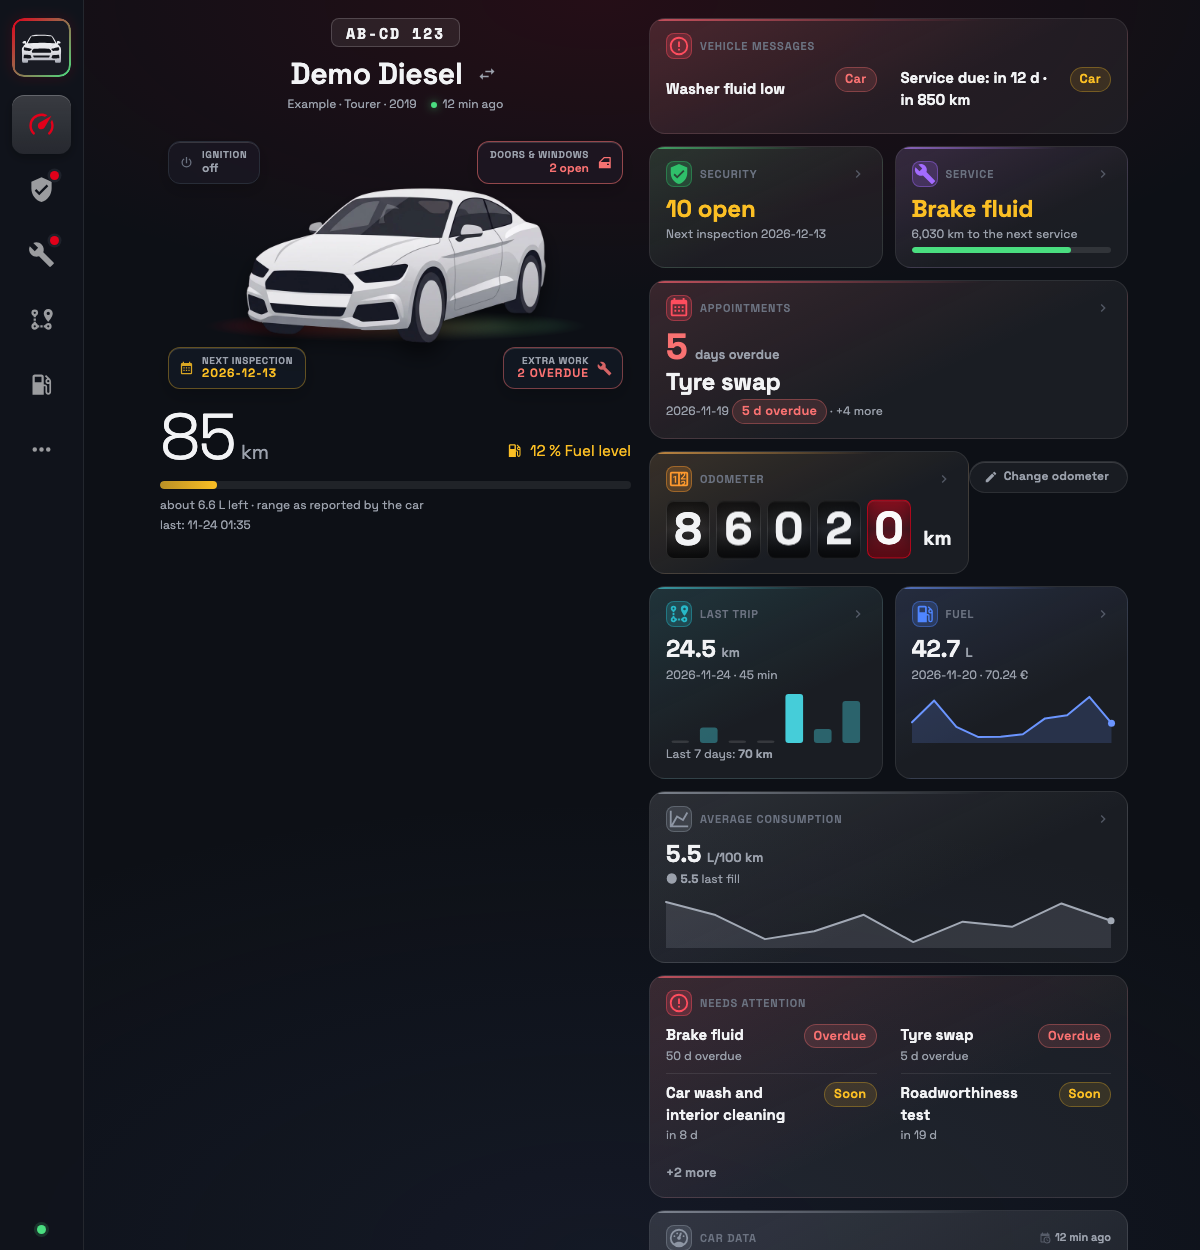 AB-CD 123
Demo Diesel
Example · Tourer · 2019 12 min ago
IGNITION
off
DOORS & WINDOWS
2 open
NEXT INSPECTION
2026-12-13
EXTRA WORK
2 OVERDUE
85 km
12 % Fuel level
about 6.6 L left · range as reported by the car
last: 11-24 01:35
VEHICLE MESSAGES
Washer fluid low
Car
Service due: in 12 d ·
in 850 km
Car
SECURITY
10 open
Next inspection 2026-12-13
SERVICE
Brake fluid
6,030 km to the next service
APPOINTMENTS
5 days overdue
Tyre swap
2026-11-19 5 d overdue · +4 more
ODOMETER
8 6 0 2 0 km
Change odometer
LAST TRIP
24.5 km
2026-11-24 · 45 min
Last 7 days: 70 km
FUEL
42.7 L
2026-11-20 · 70.24 €
AVERAGE CONSUMPTION
5.5 L/100 km
5.5 last fill
NEEDS ATTENTION
Brake fluid
Overdue
50 d overdue
Tyre swap
Overdue
5 d overdue
Car wash and
interior cleaning
Soon
in 8 d
Roadworthiness
test
Soon
in 19 d
+2 more
CAR DATA
12 min ago